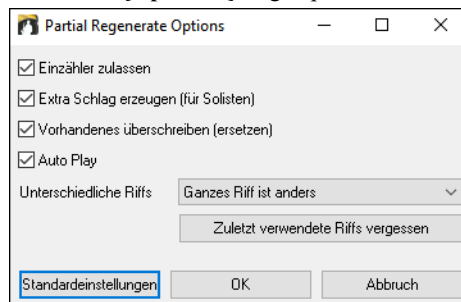 Partial Regenerate Options
Einzähler zulassen
Extra Schlag erzeugen (für Solisten)
Vorhandenes überschreiben (ersetzen)
Auto Play
Unterschiedliche Riffs Ganzes Riff ist anders
Zuletzt verwendete Riffs vergessen
Standardeinstellungen OK Abbruch